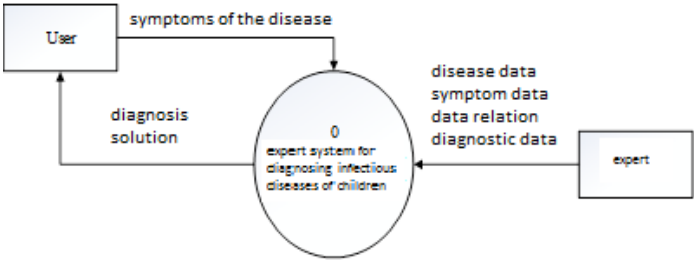 symptoms of the disease
User
disease data
symptom data
data relation
diagnostic data
diagnosis
solution
0
expert system for
diagnosing infectious
diseases of children
expert